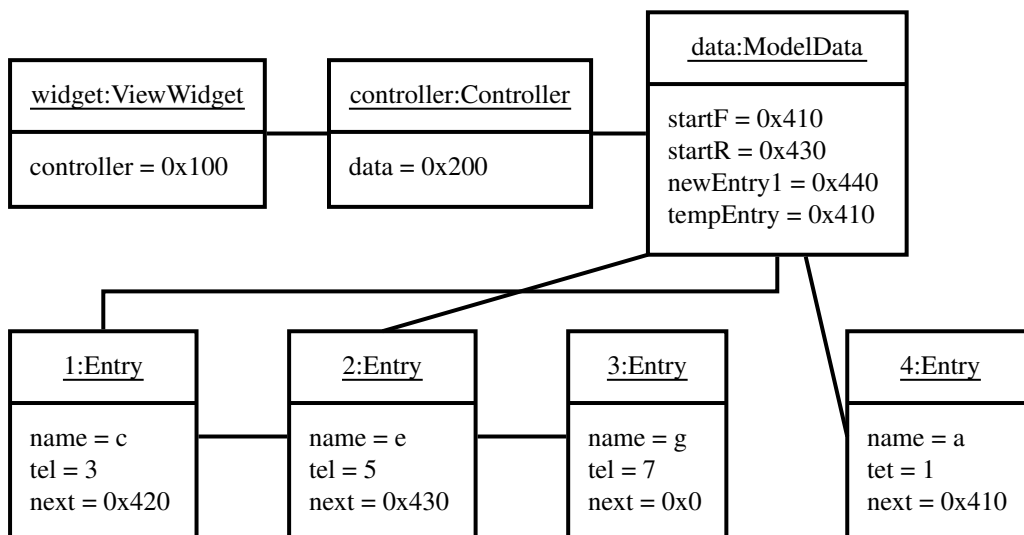 data:ModelData
startF = 0x410
startR = 0x430
newEntry1 = 0x440
tempEntry = 0x410
widget:ViewWidget
controller = 0x100
controller:Controller
data = 0x200
1:Entry
name = c
tel = 3
next = 0x420
2:Entry
name = e
tel = 5
next = 0x430
3:Entry
name = g
tel = 7
next = 0x0
4:Entry
name = a
tet = 1
next = 0x410